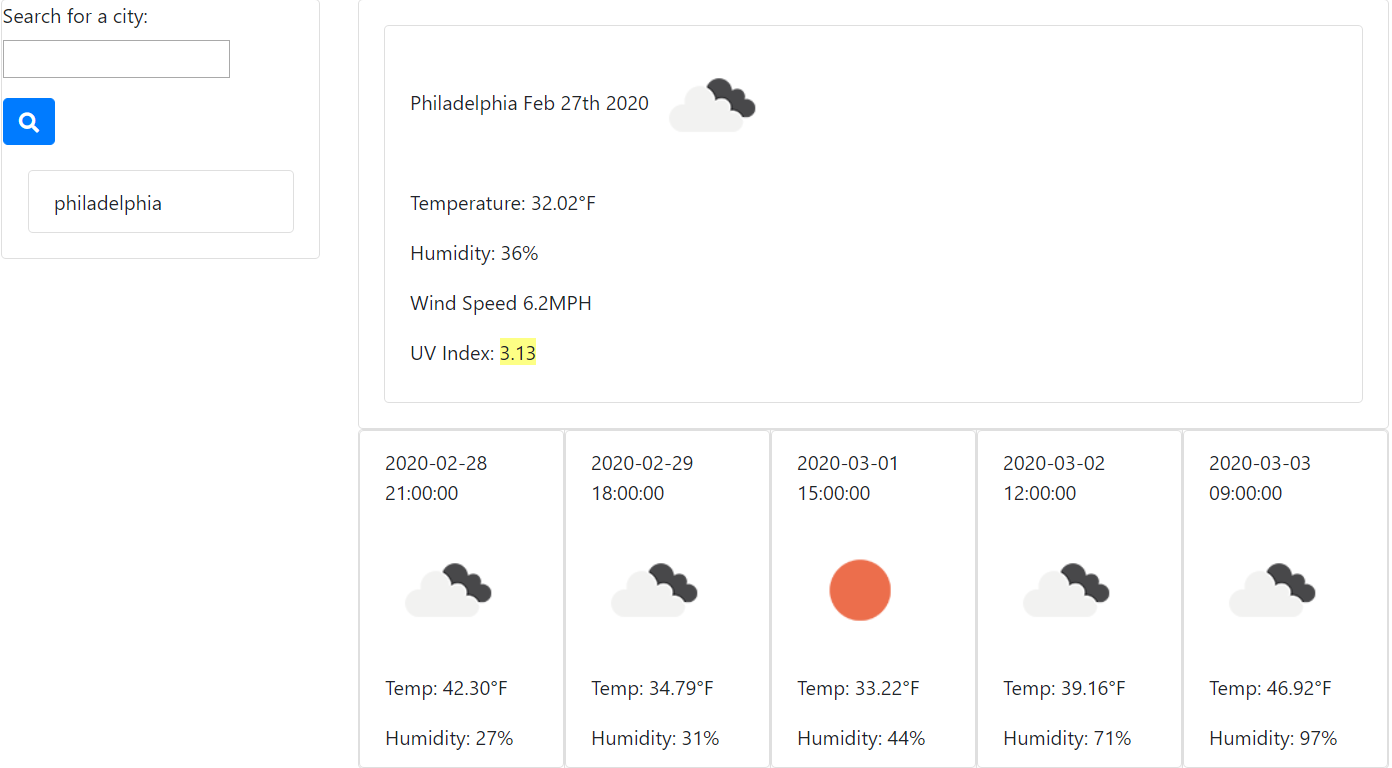 Search for a city:
philadelphia
Philadelphia Feb 27th 2020
Temperature: 32.02°F
Humidity: 36%
Wind Speed 6.2MPH
UV Index: 3.13
2020-02-28
21:00:00
Temp: 42.30°F
Humidity: 27%
2020-02-29
18:00:00
Temp: 34.79°F
Humidity: 31%
2020-03-01
15:00:00
Temp: 33.22°F
Humidity: 44%
2020-03-02
12:00:00
Temp: 39.16°F
Humidity: 71%
2020-03-03
09:00:00
Temp: 46.92°F
Humidity: 97%